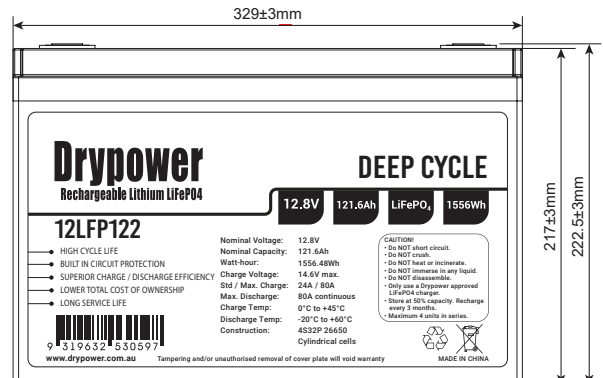 329±3mm
Drypower
Rechargeable Lithium LiFePO4
DEEP CYCLE
12.8V 121.6Ah LiFePO₄ 1556Wh
12LFP122
HIGH CYCLE LIFE
BUILT IN CIRCUIT PROTECTION
SUPERIOR CHARGE / DISCHARGE EFFICIENCY
LOWER TOTAL COST OF OWNERSHIP
LONG SERVICE LIFE
Nominal Voltage: 12.8V
Nominal Capacity: 121.6Ah
Watt-hour: 1556.48Wh
Charge Voltage: 14.6V max.
Std / Max. Charge: 24A / 80A
Max. Discharge: 80A continuous
Charge Temp: 0°C to +45°C
Discharge Temp: -20°C to +60°C
Construction: 4S32P 26650
Cylindrical cells
CAUTION!
• Do NOT short circuit.
• Do NOT crush.
• Do NOT heat or incinerate.
• Do NOT immerse in any liquid.
• Do NOT disassemble.
• Only use a Drypower approved
LiFePO4 charger.
• Store at 50% capacity. Recharge
every 3 months.
• Maximum 4 units in series.
9 319632 530597
www.drypower.com.au
Tampering and/or unauthorised removal of cover plate will void warranty
MADE IN CHINA
217±3mm
222.5±3mm